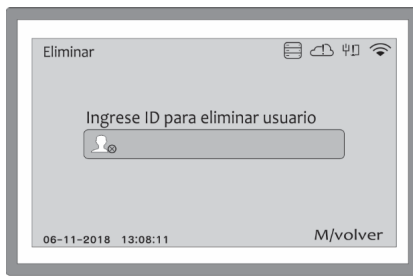 Eliminar
Ingrese ID para eliminar usuario
06-11-2018 13:08:11
M/volver